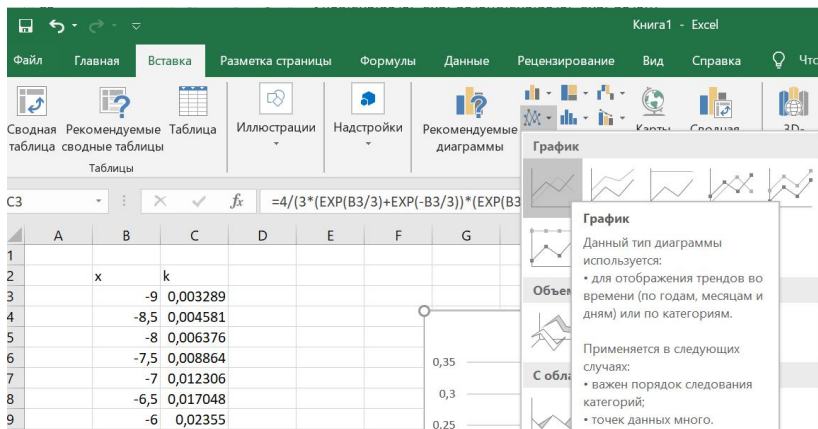 Книга1 - Excel
Файл Главная Вставка Разметка страницы Формулы Данные Рецензирование Вид Справка
Сводная таблица
Рекомендуемые сводные таблицы
Таблица
Иллюстрации
Надстройки
Рекомендуемые диаграммы
Карты
Сводная
3D-
Таблицы
C3 fx =4/(3*(EXP(B3/3)+EXP(-B3/3))*(EXP(B3
График
График
Данный тип диаграммы
используется:
• для отображения трендов во
времени (по годам, месяцам и
дням) или по категориям.
Применяется в следующих
случаях:
• важен порядок следования
категорий;
• точек данных много.
A B C D E F G
1
2 x k
3 -9 0,003289
4 -8,5 0,004581
5 -8 0,006376
6 -7,5 0,008864
7 -7 0,012306
8 -6,5 0,017048
9 -6 0,02355
0,35
0,3
0,25